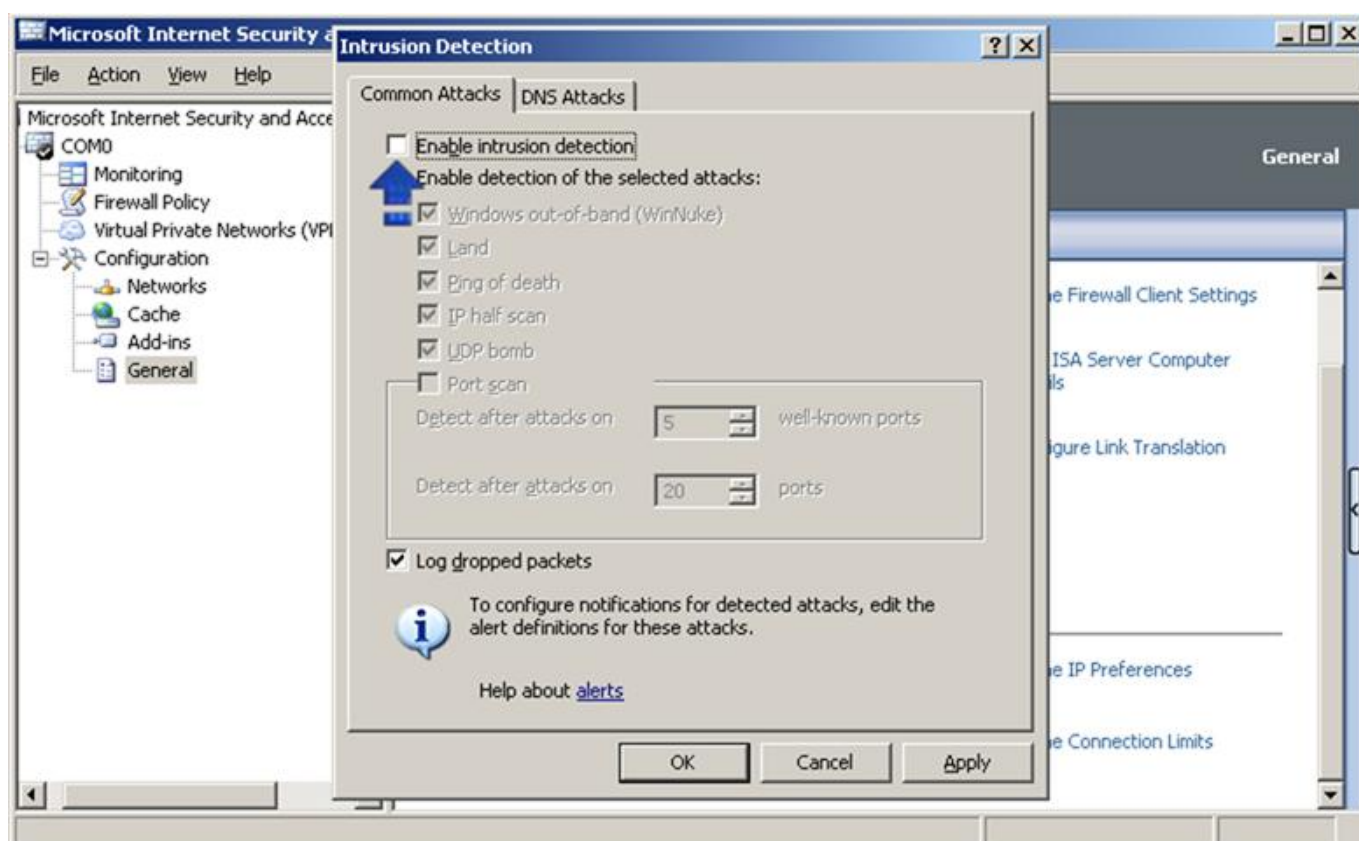 Microsoft Internet Security a
File Action View Help
Microsoft Internet Security and Acce
COM0
Monitoring
Firewall Policy
Virtual Private Networks (VPN
Configuration
Networks
Cache
Add-ins
General
Intrusion Detection
Common Attacks DNS Attacks
Enable intrusion detection
Enable detection of the selected attacks:
Windows out-of-band (WinNuke)
Land
Ping of death
IP half scan
UDP bomb
Port scan
Detect after attacks on 5 well-known ports
Detect after attacks on 20 ports
Log dropped packets
To configure notifications for detected attacks, edit the
alert definitions for these attacks.
Help about alerts
OK Cancel Apply
General
e Firewall Client Settings
ISA Server Computer
ils
igure Link Translation
e IP Preferences
e Connection Limits